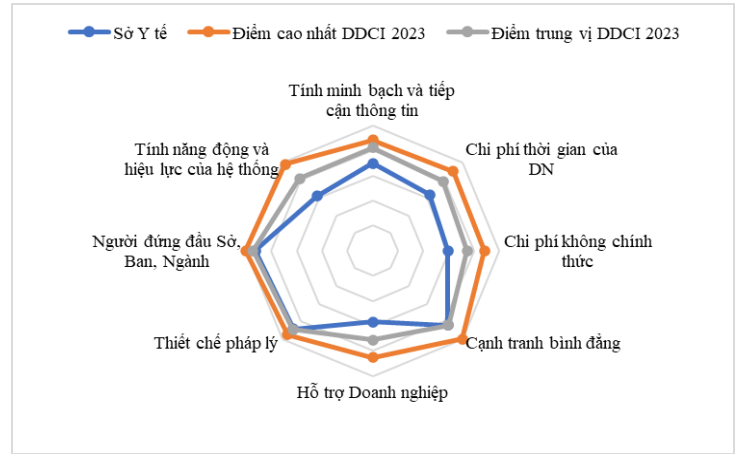 Sở Y tế
Điểm cao nhất DDCI 2023
Điểm trung vị DDCI 2023
Tính minh bạch và tiếp
cận thông tin
Chi phí thời gian của
DN
Chi phí không chính
thức
Cạnh tranh bình đẳng
Hỗ trợ Doanh nghiệp
Thiết chế pháp lý
Người đứng đầu Sở,
Ban, Ngành
Tính năng động và
hiệu lực của hệ thống